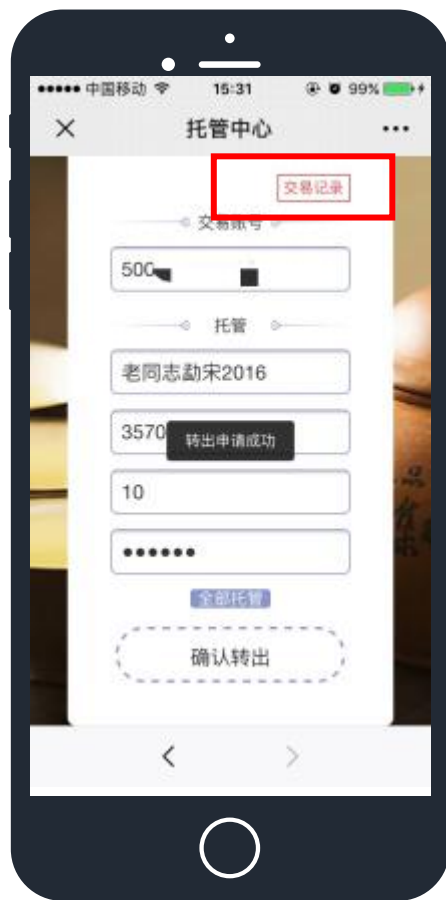 中国移动 15:31 99%
托管中心
交易记录
交易账号
500
托管
老同志勐宋2016
3570
转出申请成功
10
••••••
全部托管
确认转出